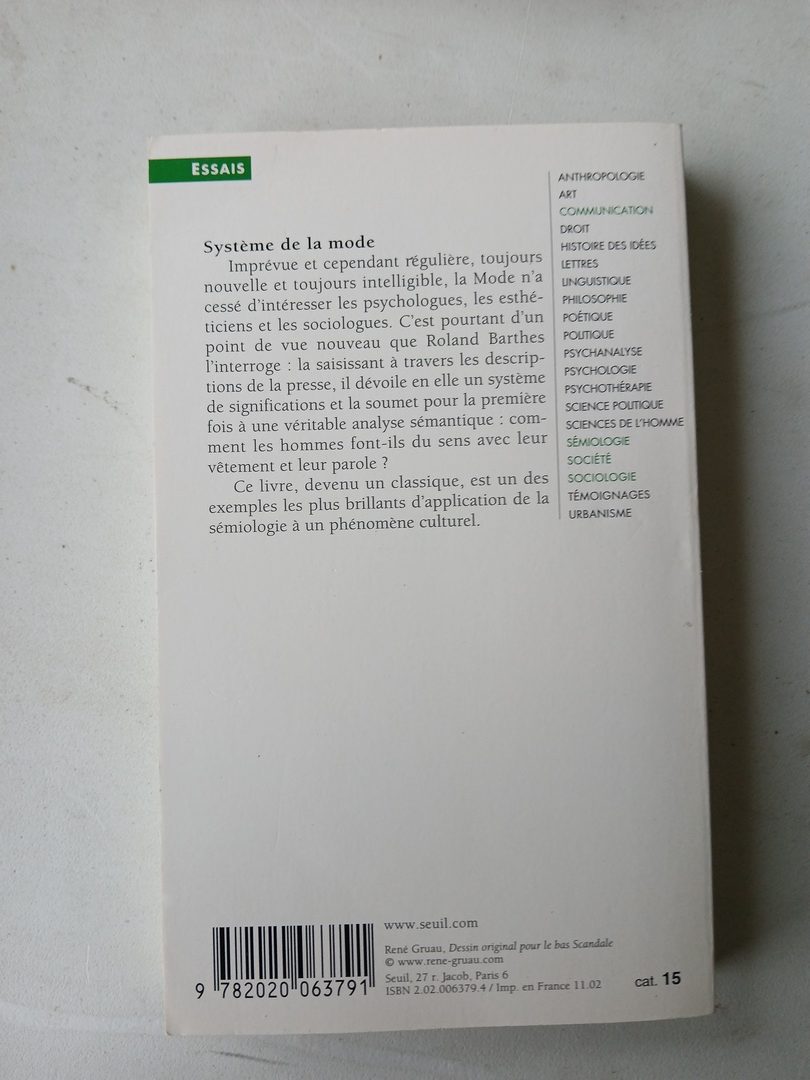 ESSAIS
Système de la mode
Imprévue et cependant régulière, toujours
nouvelle et toujours intelligible, la Mode n'a
cessé d'intéresser les psychologues, les esthé-
ticiens et les sociologues. C'est pourtant d'un
point de vue nouveau que Roland Barthes
l'interroge : la saisissant à travers les descrip-
tions de la presse, il dévoile en elle un système
de significations et la soumet pour la première
fois à une véritable analyse sémantique : com-
ment les hommes font-ils du sens avec leur
vêtement et leur parole ?
Ce livre, devenu un classique, est un des
exemples les plus brillants d'application de la
sémiologie à un phénomène culturel.
ANTHROPOLOGIE
ART
COMMUNICATION
DROIT
HISTOIRE DES IDÉES
LETTRES
LINGUISTIQUE
PHILOSOPHIE
POÉTIQUE
POLITIQUE
PSYCHANALYSE
PSYCHOLOGIE
PSYCHOTHÉRAPIE
SCIENCE POLITIQUE
SCIENCES DE L'HOMME
SÉMIOLOGIE
SOCIÉTÉ
SOCIOLOGIE
TÉMOIGNAGES
URBANISME
www.seuil.com
René Gruau, Dessin original pour le bas Scandale
© www.rene-gruau.com
Seuil, 27 r. Jacob, Paris 6
ISBN 2.02.006379.4 / Imp. en France 11.02
cat. 15
9 782020 063791